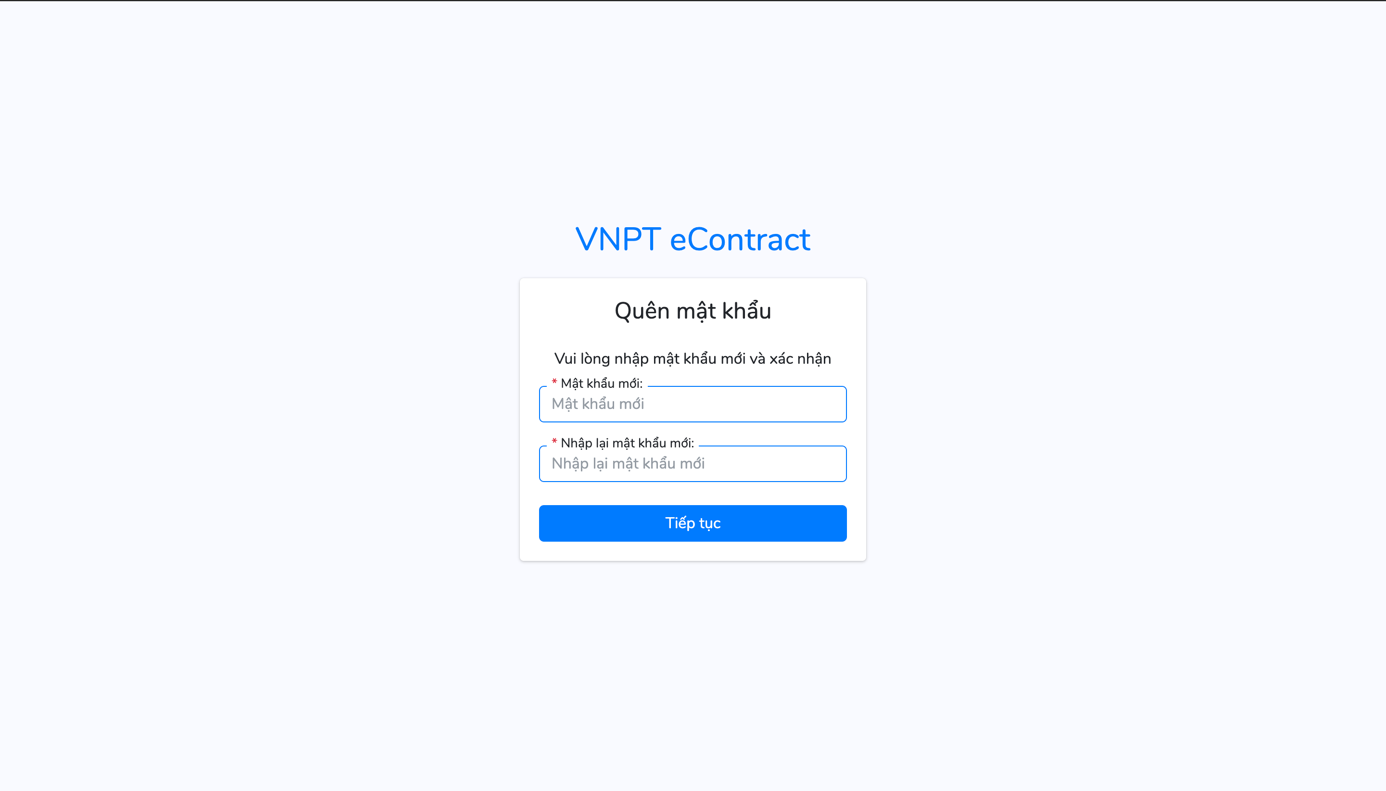 VNPT eContract
Quên mật khẩu
Vui lòng nhập mật khẩu mới và xác nhận
* Mật khẩu mới:
Mật khẩu mới
* Nhập lại mật khẩu mới:
Nhập lại mật khẩu mới
Tiếp tục